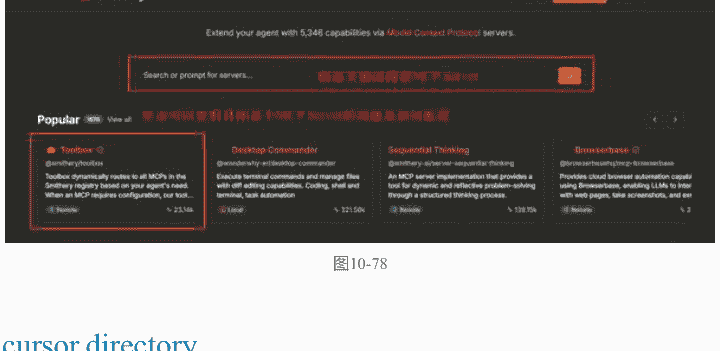 Extend your agent with 5,346 capabilities via Model Context Protocol servers.
Search or prompt for servers...
Popular View all
Toolbox
@smithery/toolbox
Toolbox dynamically routes to all MCPs in the
Smithery registry based on your agent's need.
When an MCP requires configuration, our tool...
Remote
Desktop Commander
@wonderwhy-er/desktop-commander
Execute terminal commands and manage files
with diff editing capabilities. Coding, shell and
terminal, task automation
Local
Sequential Thinking
@smithery-ai/server-sequential-thinking
An MCP server implementation that provides a
tool for dynamic and reflective problem-solving
through a structured thinking process.
Remote
Browserbase
@browserbasehq/mcp-browserbase
Provides cloud browser automation capab
using Browserbase, enabling LLMs to inter
with web pages, take screenshots, and ex
Remote
图10-78
cursor directory